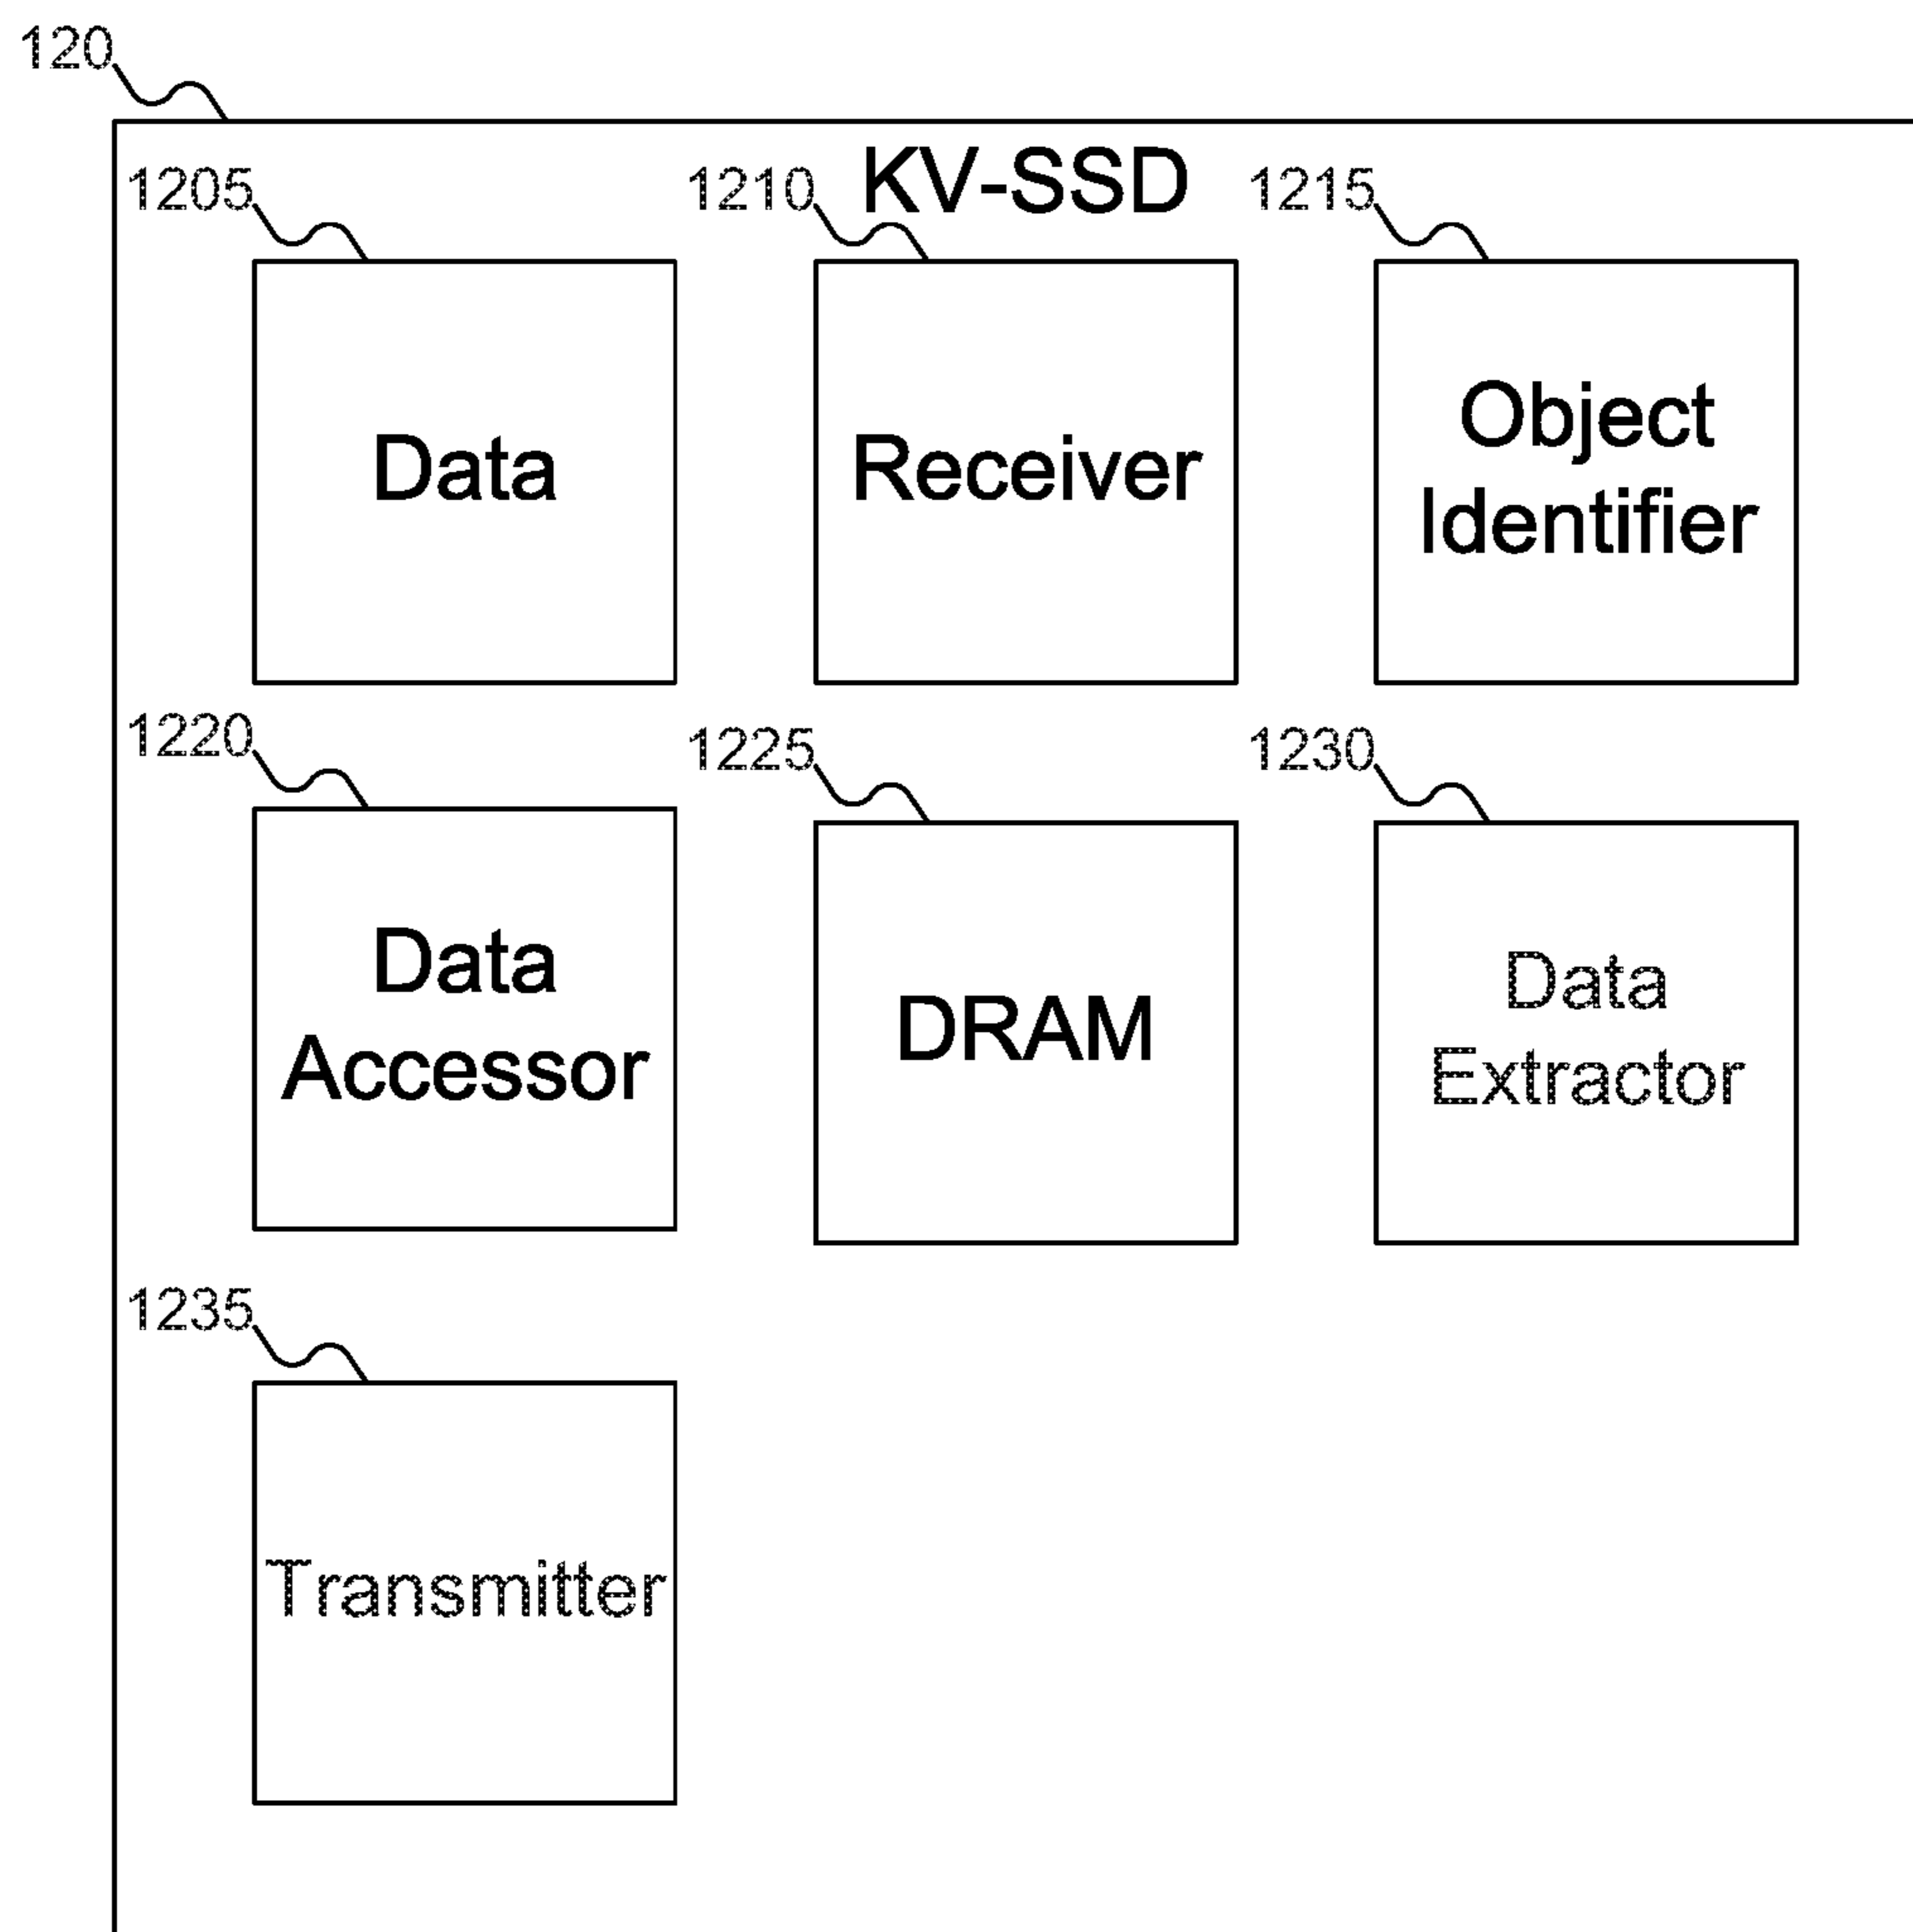 120
KV-SSD
1205
1210
1215
Data
Receiver
Object
Identifier
1220
1225
1230
Data
Accessor
DRAM
Data
Extractor
1235
Transmitter